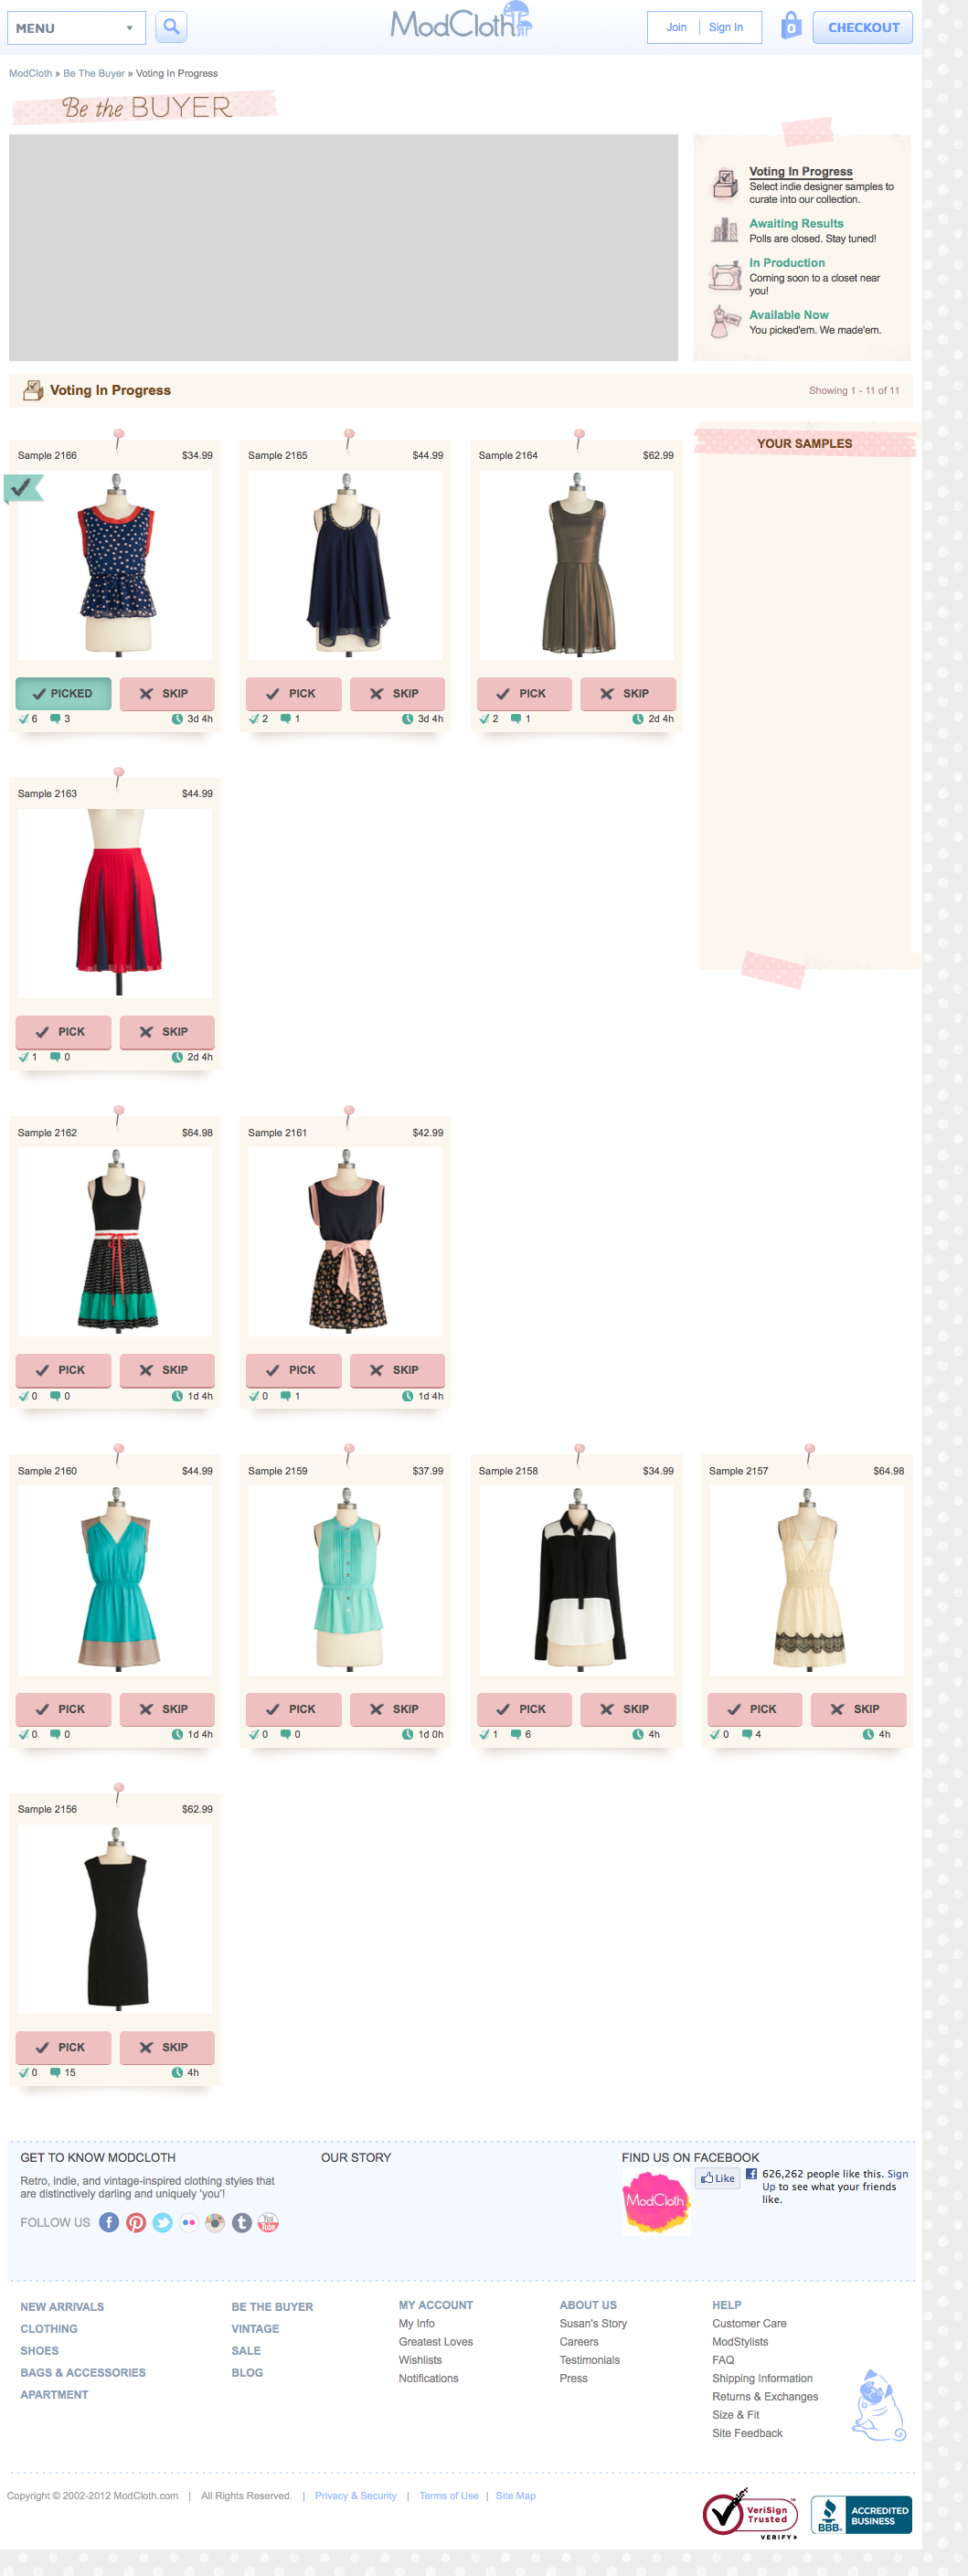 MENU
ModCloth
Join
Sign In
0
CHECKOUT
ModCloth » Be The Buyer » Voting In Progress
Be the BUYER
Voting In Progress
Select indie designer samples to
curate into our collection.
Awaiting Results
Polls are closed. Stay tuned!
In Production
Coming soon to a closet near
you!
Available Now
You picked'em. We made'em.
Voting In Progress
Showing 1 - 11 of 11
YOUR SAMPLES
Sample 2166 $34.99
PICKED SKIP
6 3 3d 4h
Sample 2165 $44.99
PICK SKIP
2 1 3d 4h
Sample 2164 $62.99
PICK SKIP
2 1 2d 4h
Sample 2163 $44.99
PICK SKIP
1 0 2d 4h
Sample 2162 $64.98
PICK SKIP
0 0 1d 4h
Sample 2161 $42.99
PICK SKIP
0 1 1d 4h
Sample 2160 $44.99
PICK SKIP
0 0 1d 4h
Sample 2159 $37.99
PICK SKIP
0 0 1d 0h
Sample 2158 $34.99
PICK SKIP
1 6 4h
Sample 2157 $64.98
PICK SKIP
0 4 4h
Sample 2156 $62.99
PICK SKIP
0 15 4h
GET TO KNOW MODCLOTH
Retro, indie, and vintage-inspired clothing styles that
are distinctively darling and uniquely 'you'!
FOLLOW US
You
Tube
OUR STORY
FIND US ON FACEBOOK
ModCloth
Like
626,262 people like this. Sign
Up to see what your friends
like.
NEW ARRIVALS
CLOTHING
SHOES
BAGS & ACCESSORIES
APARTMENT
BE THE BUYER
VINTAGE
SALE
BLOG
MY ACCOUNT
My Info
Greatest Loves
Wishlists
Notifications
ABOUT US
Susan's Story
Careers
Testimonials
Press
HELP
Customer Care
ModStylists
FAQ
Shipping Information
Returns & Exchanges
Size & Fit
Site Feedback
Copyright © 2002-2012 ModCloth.com | All Rights Reserved. | Privacy & Security | Terms of Use | Site Map
VeriSign
Trusted
VERIFY
BBB.
ACCREDITED
BUSINESS